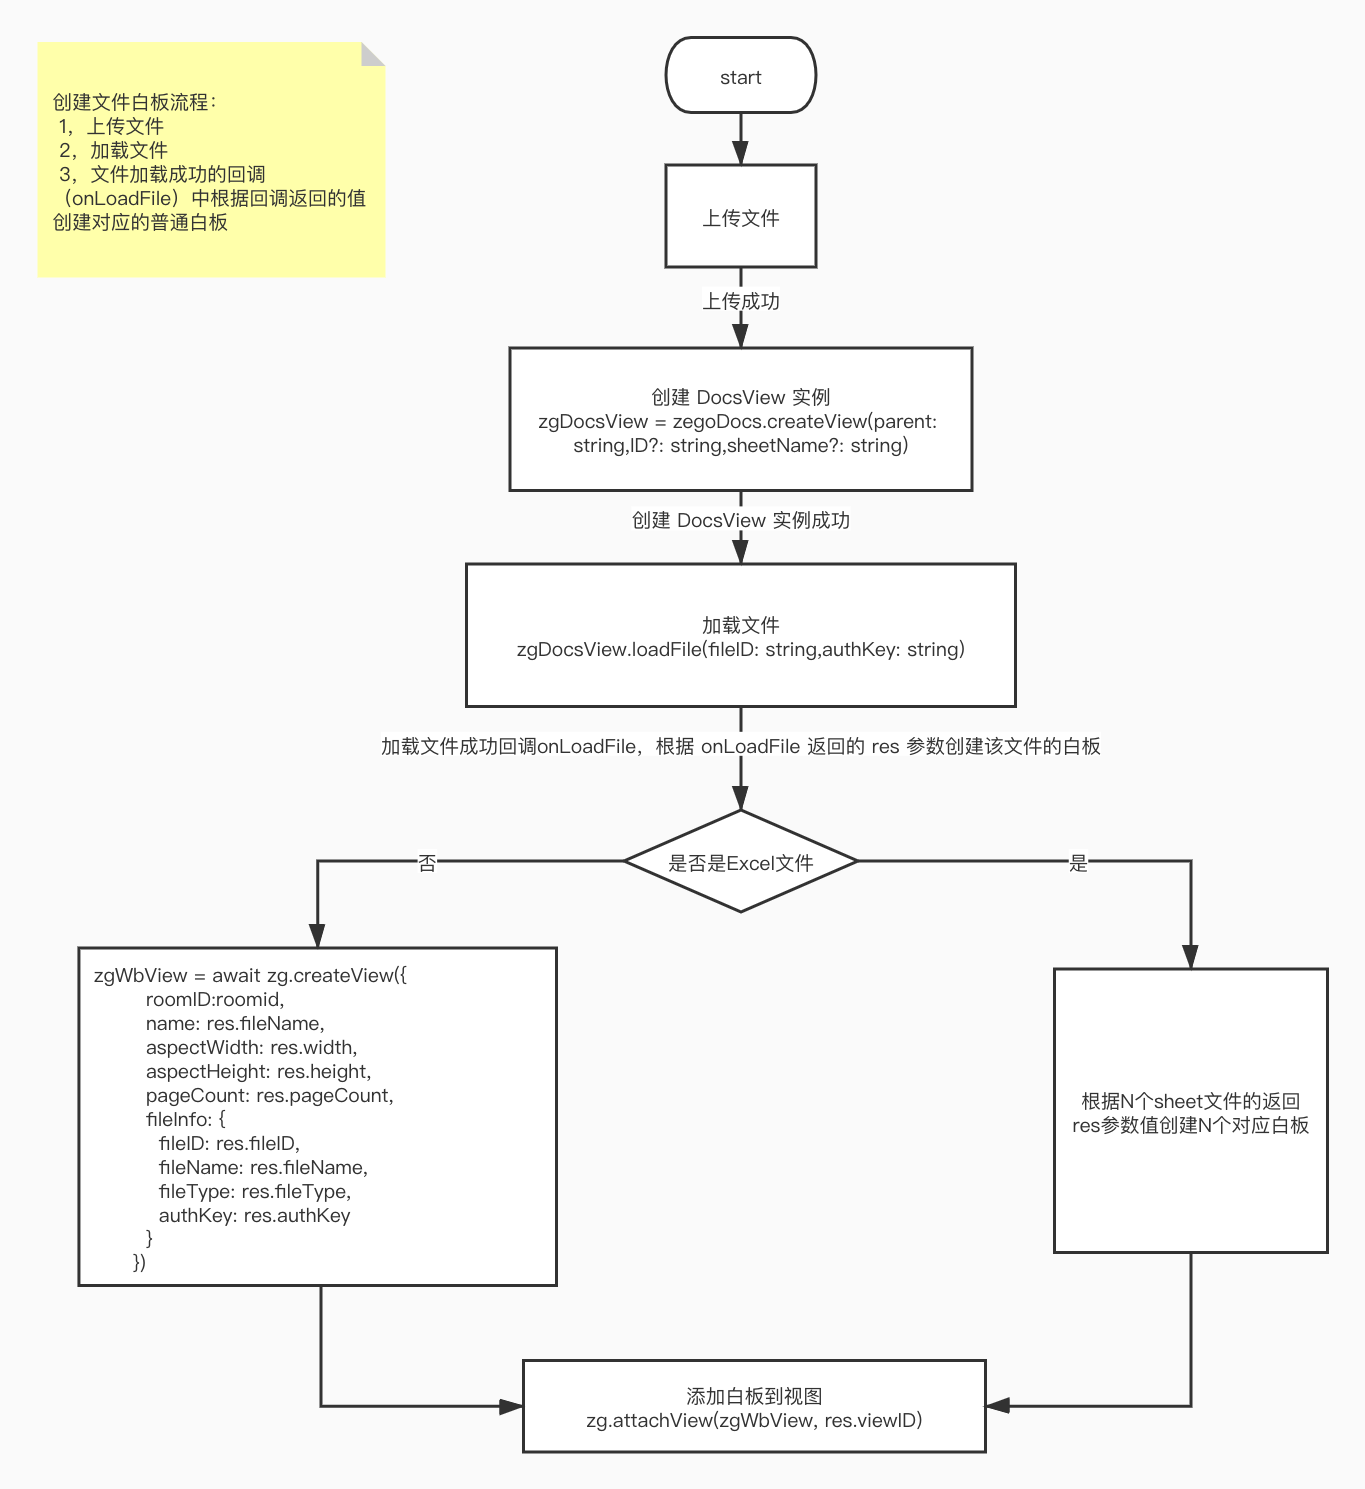 创建文件白板流程：
1，上传文件
2，加载文件
3，文件加载成功的回调
（onLoadFile）中根据回调返回的值
创建对应的普通白板
start
上传文件
上传成功
创建 DocsView 实例
zgDocsView = zegoDocs.createView(parent:
string,ID?: string,sheetName?: string)
创建 DocsView 实例成功
加载文件
zgDocsView.loadFile(fileID: string,authKey: string)
加载文件成功回调onLoadFile，根据 onLoadFile 返回的 res 参数创建该文件的白板
是否是Excel文件
否
是
zgWbView = await zg.createView({
roomID:roomid,
name: res.fileName,
aspectWidth: res.width,
aspectHeight: res.height,
pageCount: res.pageCount,
fileInfo: {
fileID: res.fileID,
fileName: res.fileName,
fileType: res.fileType,
authKey: res.authKey
}
})
根据N个sheet文件的返回
res参数值创建N个对应白板
添加白板到视图
zg.attachView(zgWbView, res.viewID)